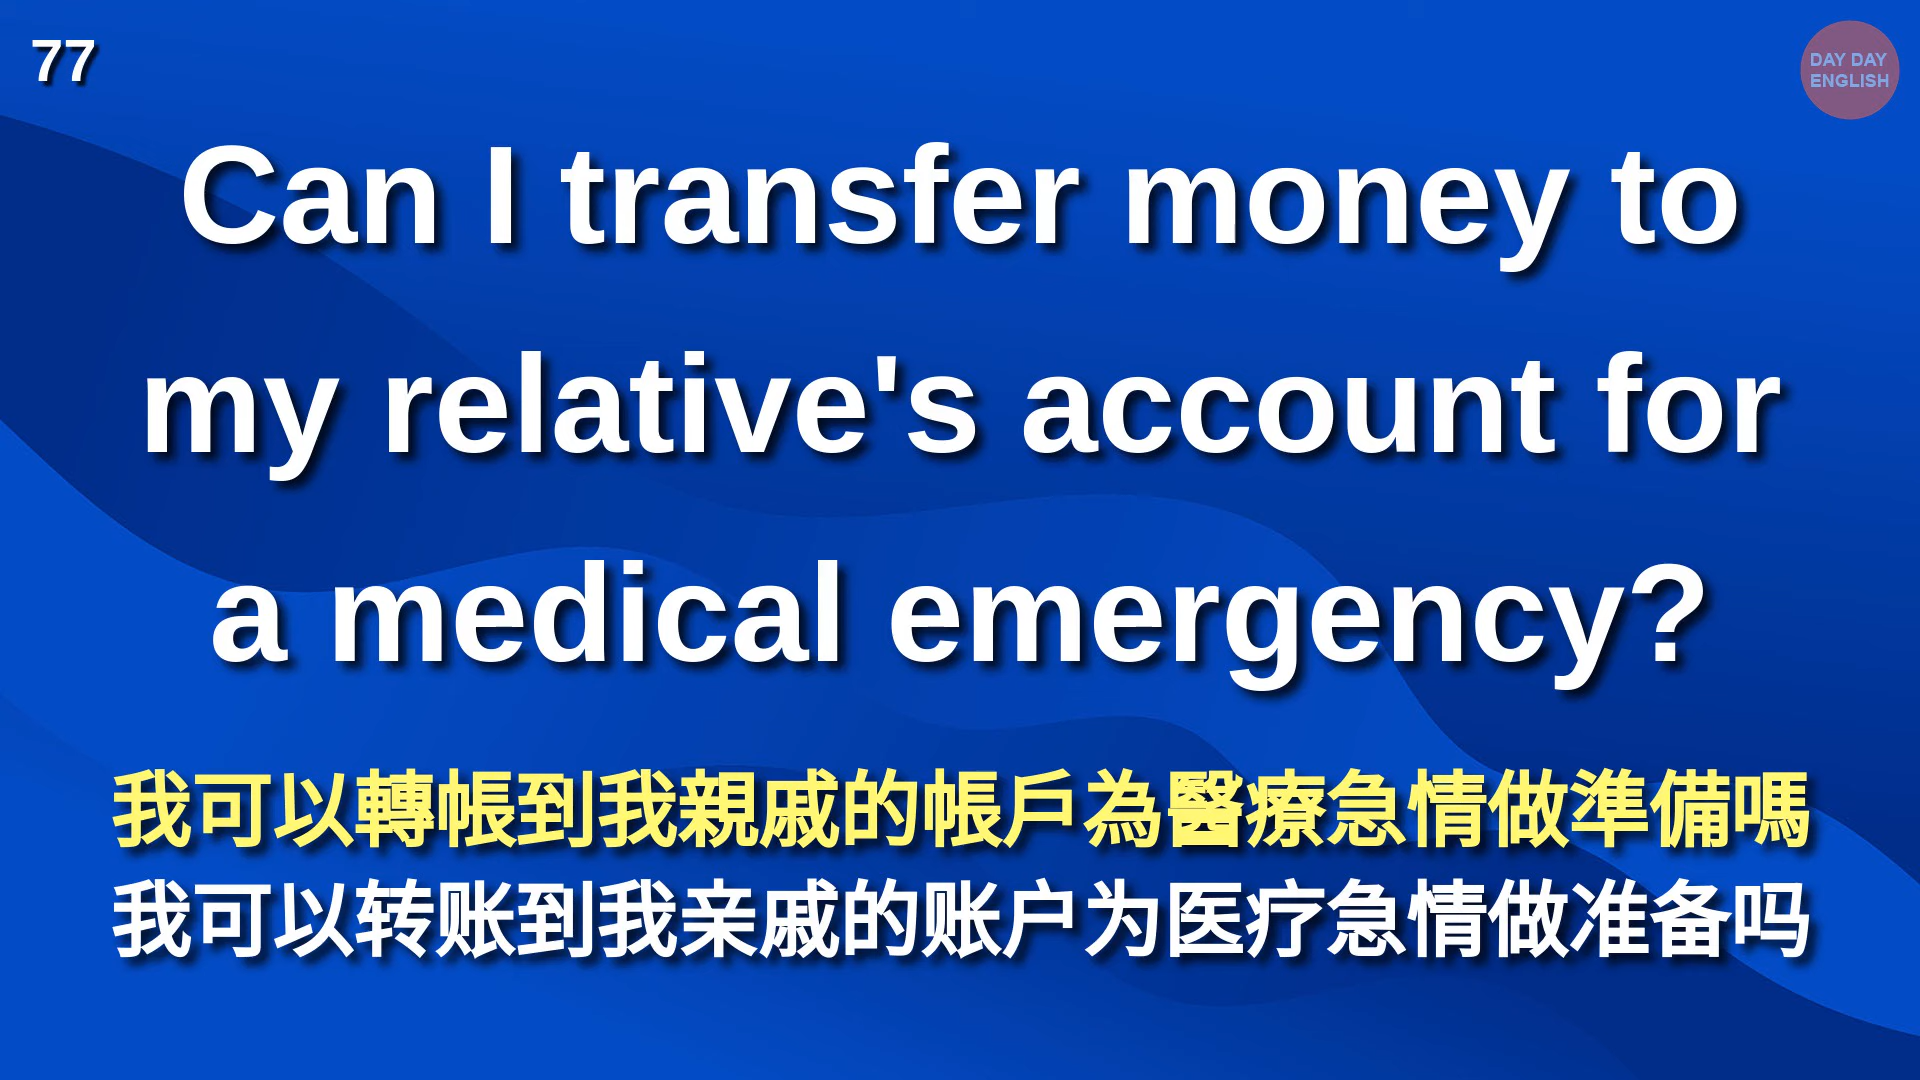 77
DAY DAY
ENGLISH
Can I transfer money to
my relative's account for
a medical emergency?
我可以轉帳到我親戚的帳戶為醫療急情做準備嗎
我可以转账到我亲戚的账户为医疗急情做准备吗